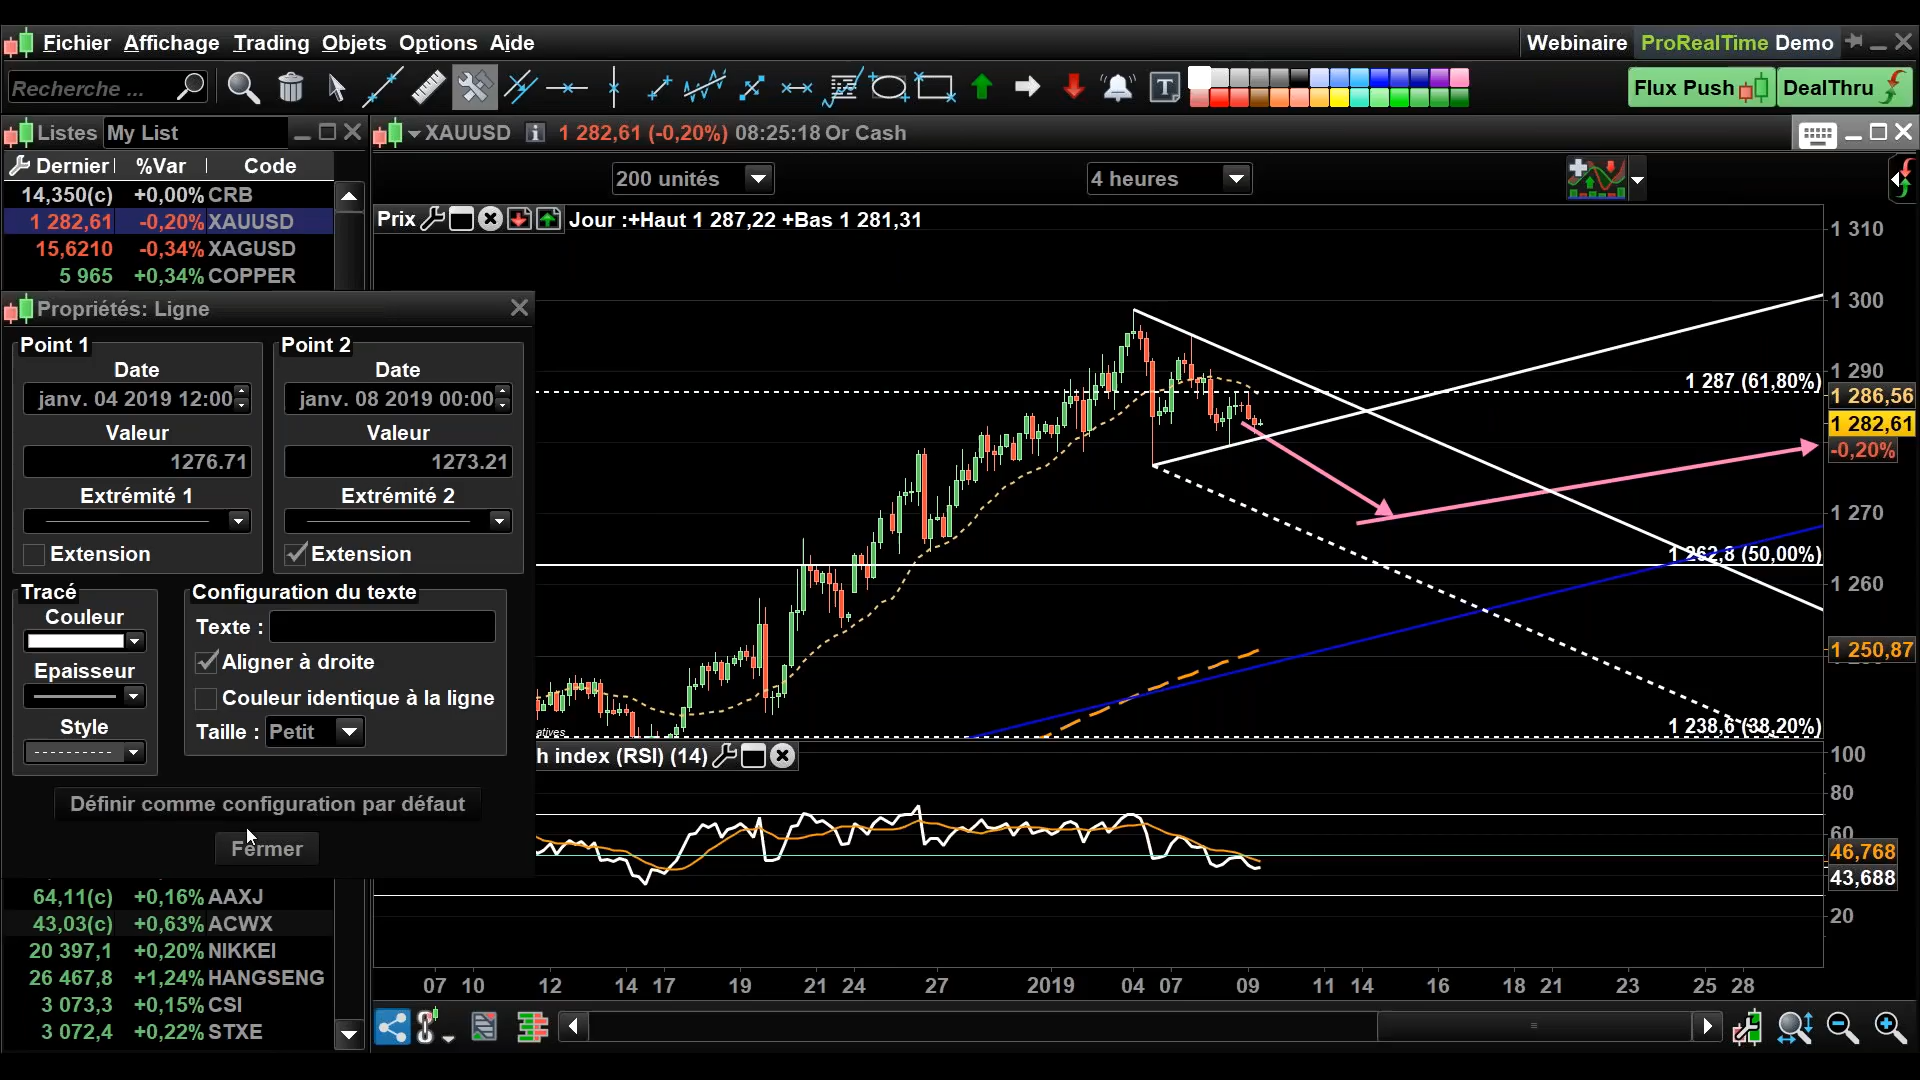 Fichier Affichage Trading Objets Options Aide
Webinaire ProRealTime Demo
Recherche ...
T
Flux Push
DealThru
Listes My List
XAUUSD i 1 282,61 (-0,20%) 08:25:18 Or Cash
Dernier %Var Code
200 unités
4 heures
14,350(c) +0,00% CRB
1 282,61 -0,20% XAUUSD
15,6210 -0,34% XAGUSD
5 965 +0,34% COPPER
Prix Jour :+Haut 1 287,22 +Bas 1 281,31
Propriétés: Ligne
Point 1
Date
janv. 04 2019 12:00
Valeur
1276.71
Extrémité 1
Extension
Point 2
Date
janv. 08 2019 00:00
Valeur
1273.21
Extrémité 2
Extension
Tracé
Couleur
Epaisseur
Style
Configuration du texte
Texte :
Aligner à droite
Couleur identique à la ligne
Taille : Petit
Définir comme configuration par défaut
Fermer
1 310
1 300
1 290
1 287 (61,80%)
1 286,56
1 282,61
-0,20%
1 270
1 262,8 (50,00%)
1 260
1 250,87
1 238,6 (38,20%)
atives
h index (RSI) (14)
100
80
60
46,768
43,688
20
64,11(c) +0,16% AAXJ
43,03(c) +0,63% ACWX
20 397,1 +0,20% NIKKEI
26 467,8 +1,24% HANGSENG
3 073,3 +0,15% CSI
3 072,4 +0,22% STXE
07 10 12 14 17 19 21 24 27 2019 04 07 09 11 14 16 18 21 23 25 28